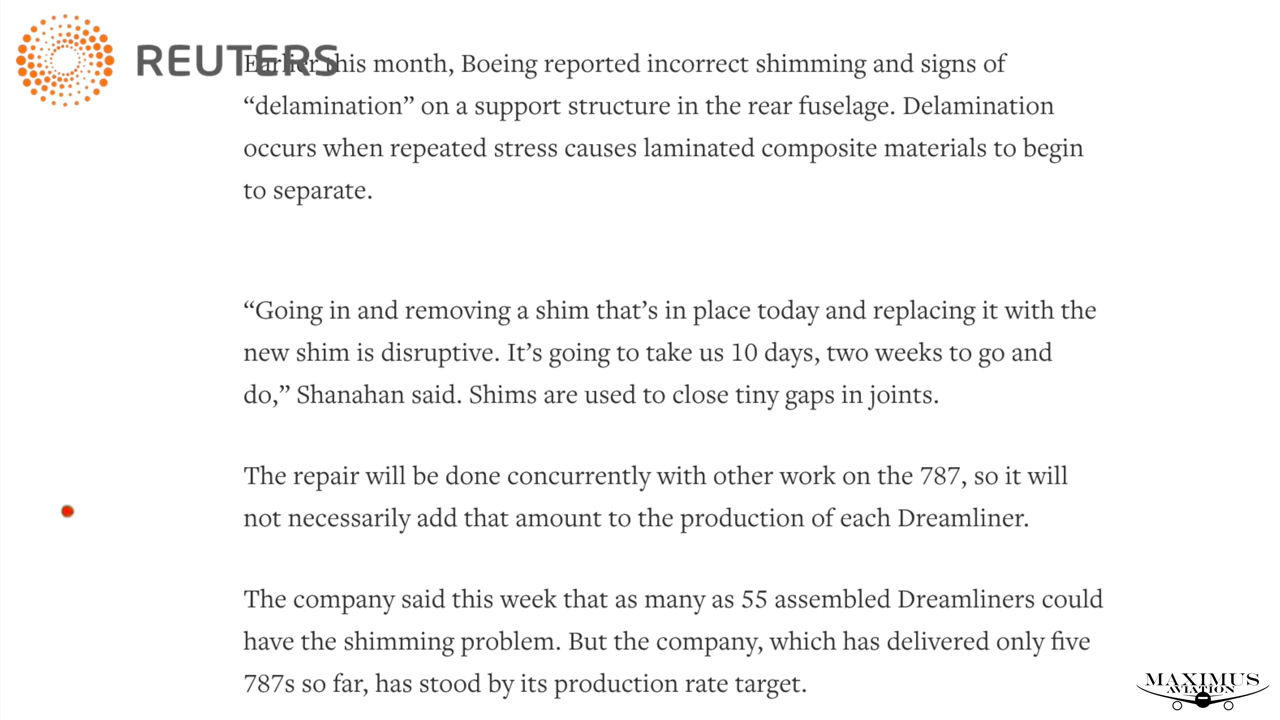 REUTERS
Earlier this month, Boeing reported incorrect shimming and signs of
“delamination” on a support structure in the rear fuselage. Delamination
occurs when repeated stress causes laminated composite materials to begin
to separate.
“Going in and removing a shim that’s in place today and replacing it with the
new shim is disruptive. It’s going to take us 10 days, two weeks to go and
do,” Shanahan said. Shims are used to close tiny gaps in joints.
The repair will be done concurrently with other work on the 787, so it will
not necessarily add that amount to the production of each Dreamliner.
The company said this week that as many as 55 assembled Dreamliners could
have the shimming problem. But the company, which has delivered only five
787s so far, has stood by its production rate target.
MAXIMUS
AVIATION